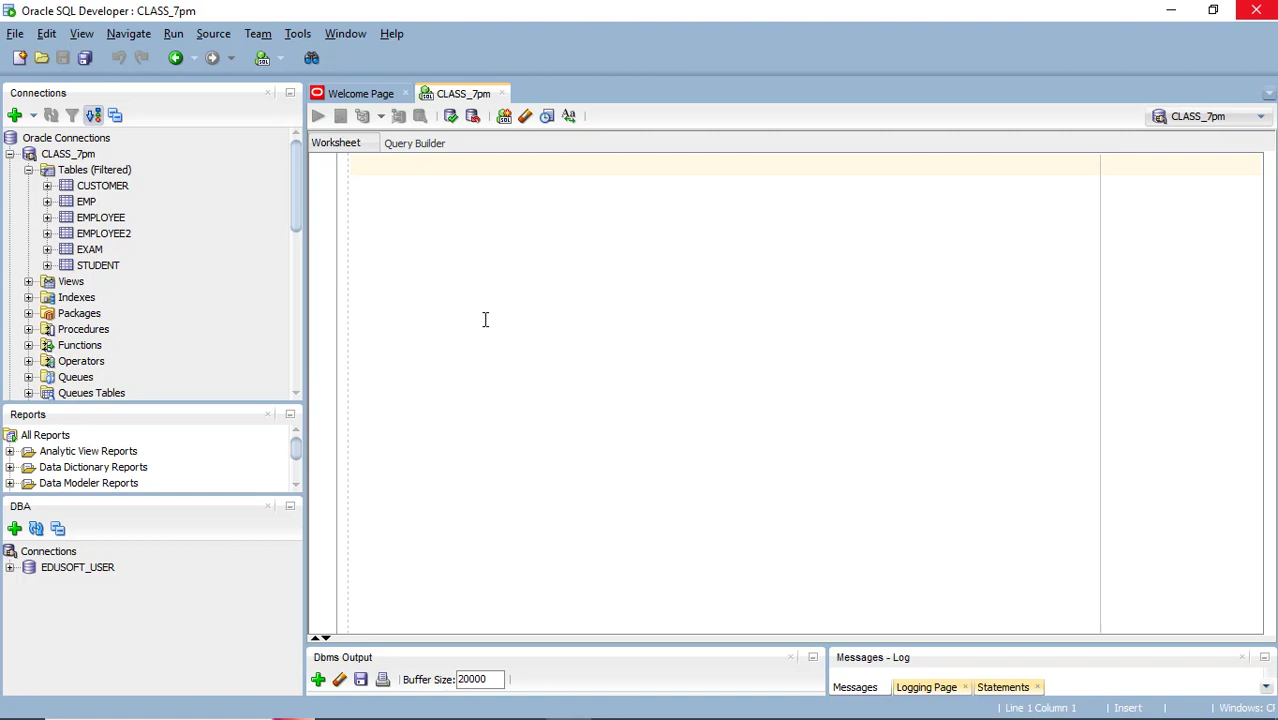 Oracle SQL Developer : CLASS_7pm
File Edit View Navigate Run Source Team Tools Window Help
Connections
Oracle Connections
CLASS_7pm
Tables (Filtered)
CUSTOMER
EMP
EMPLOYEE
EMPLOYEE2
EXAM
STUDENT
Views
Indexes
Packages
Procedures
Functions
Operators
Queues
Queues Tables
Reports
All Reports
Analytic View Reports
Data Dictionary Reports
Data Modeler Reports
DBA
Connections
EDUSOFT_USER
Welcome Page CLASS_7pm
CLASS_7pm
Worksheet Query Builder
Dbms Output
Buffer Size: 20000
Messages - Log
Messages Logging Page Statements
Line 1 Column 1 Insert Windows: CF